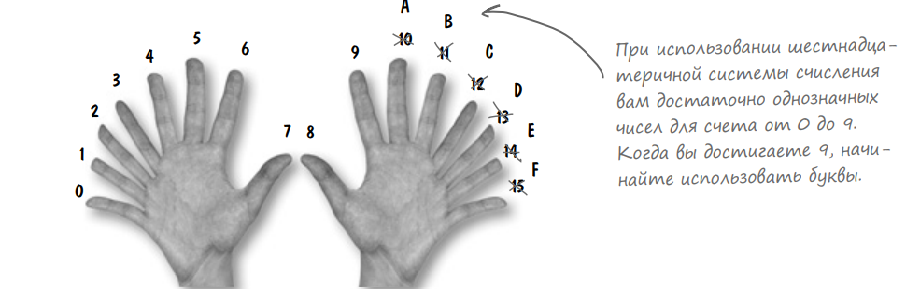 A
B
C
D
E
F
10
11
12
13
14
15
0
1
2
3
4
5
6
7
8
9
При использовании шестнадца-
теричной системы счисления
вам достаточно однозначных
чисел для счета от 0 до 9.
Когда вы достигаете 9, начи-
найте использовать буквы.